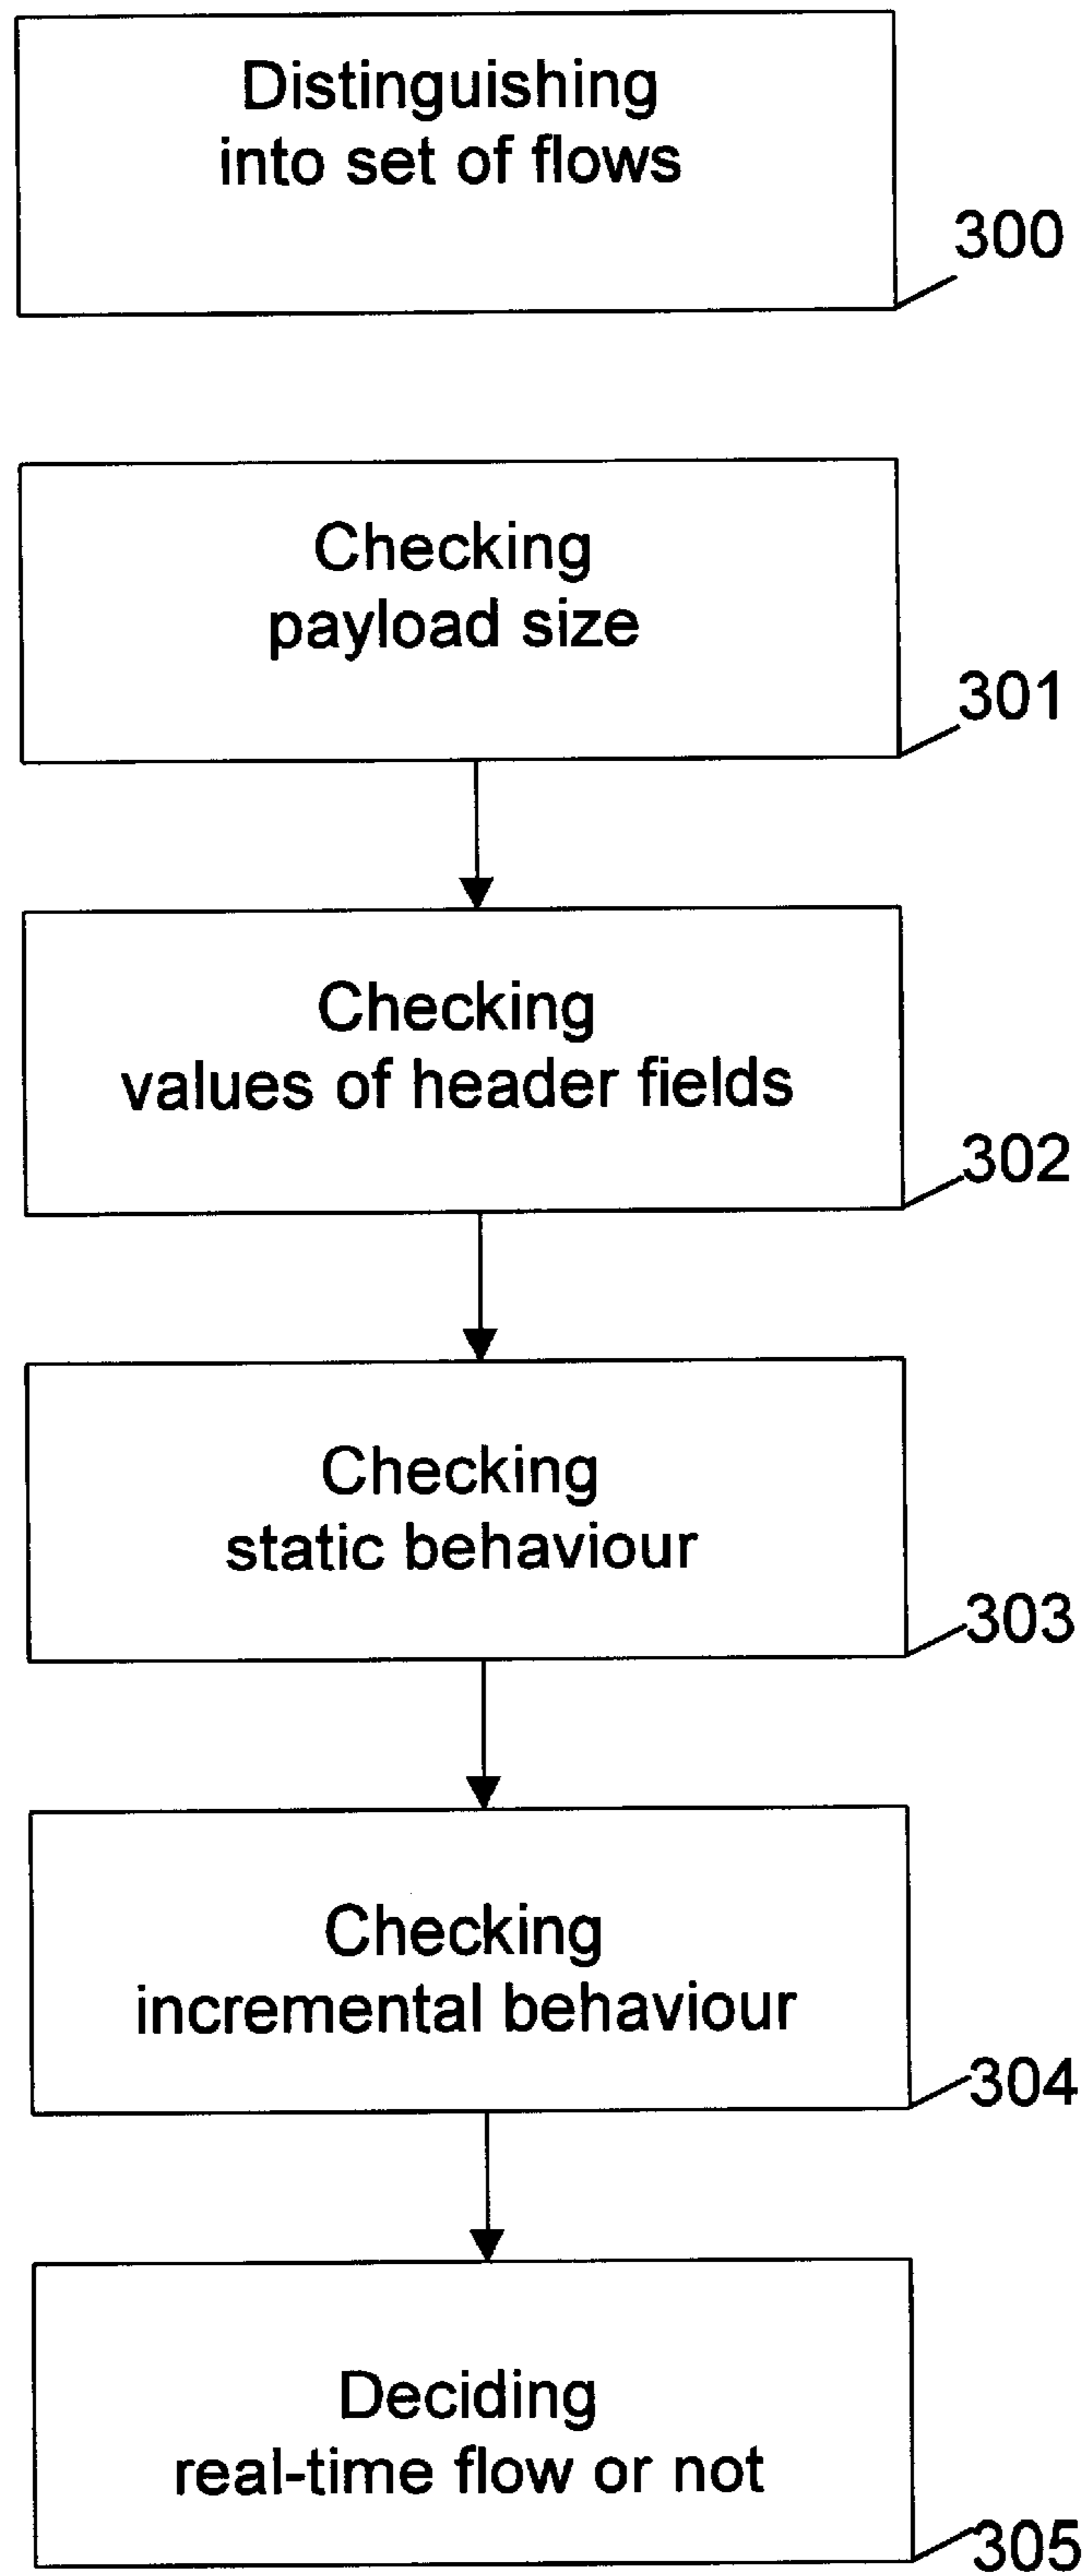 Distinguishing
into set of flows
300
Checking
payload size
301
Checking
values of header fields
302
Checking
static behaviour
303
Checking
incremental behaviour
304
Deciding
real-time flow or not
305